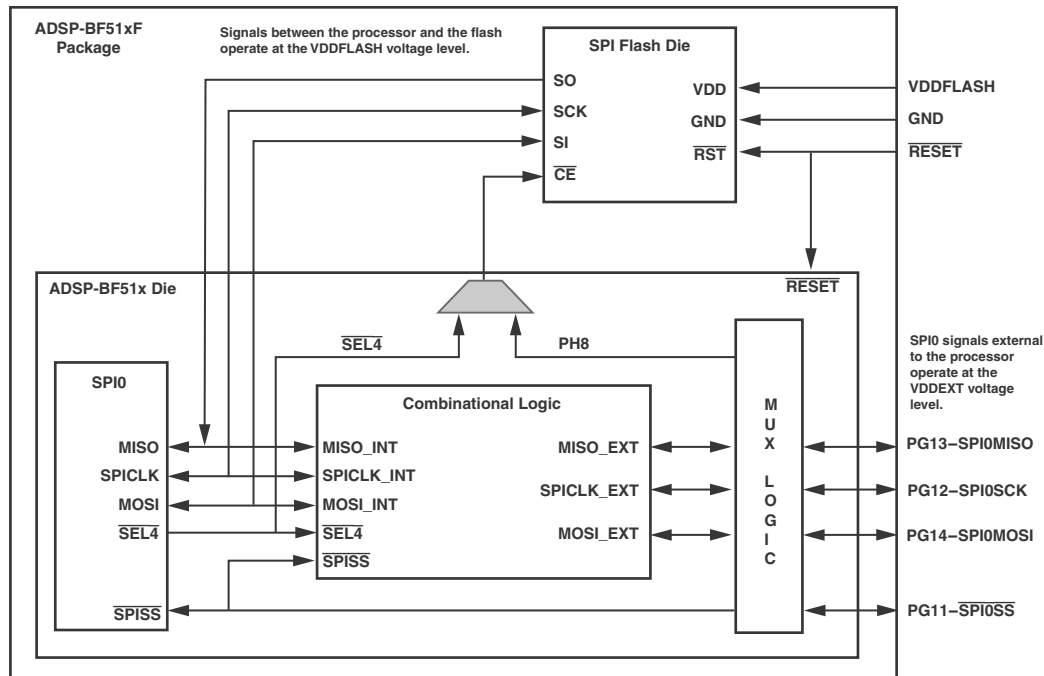 ADSP-BF51xF
Package
Signals between the processor and the flash
operate at the VDDFLASH voltage level.
SPI Flash Die
SO
SCK
SI
CE
VDD
GND
RST
VDDFLASH
GND
RESET
ADSP-BF51x Die
RESET
SEL4
PH8
SPI0
MISO
SPICLK
MOSI
SEL4
SPISS
Combinational Logic
MISO_INT
SPICLK_INT
MOSI_INT
SEL4
SPISS
MISO_EXT
SPICLK_EXT
MOSI_EXT
M
U
X
L
O
G
I
C
SPI0 signals external
to the processor
operate at the
VDDEXT voltage
level.
PG13–SPI0MISO
PG12–SPI0SCK
PG14–SPI0MOSI
PG11–SPI0SS